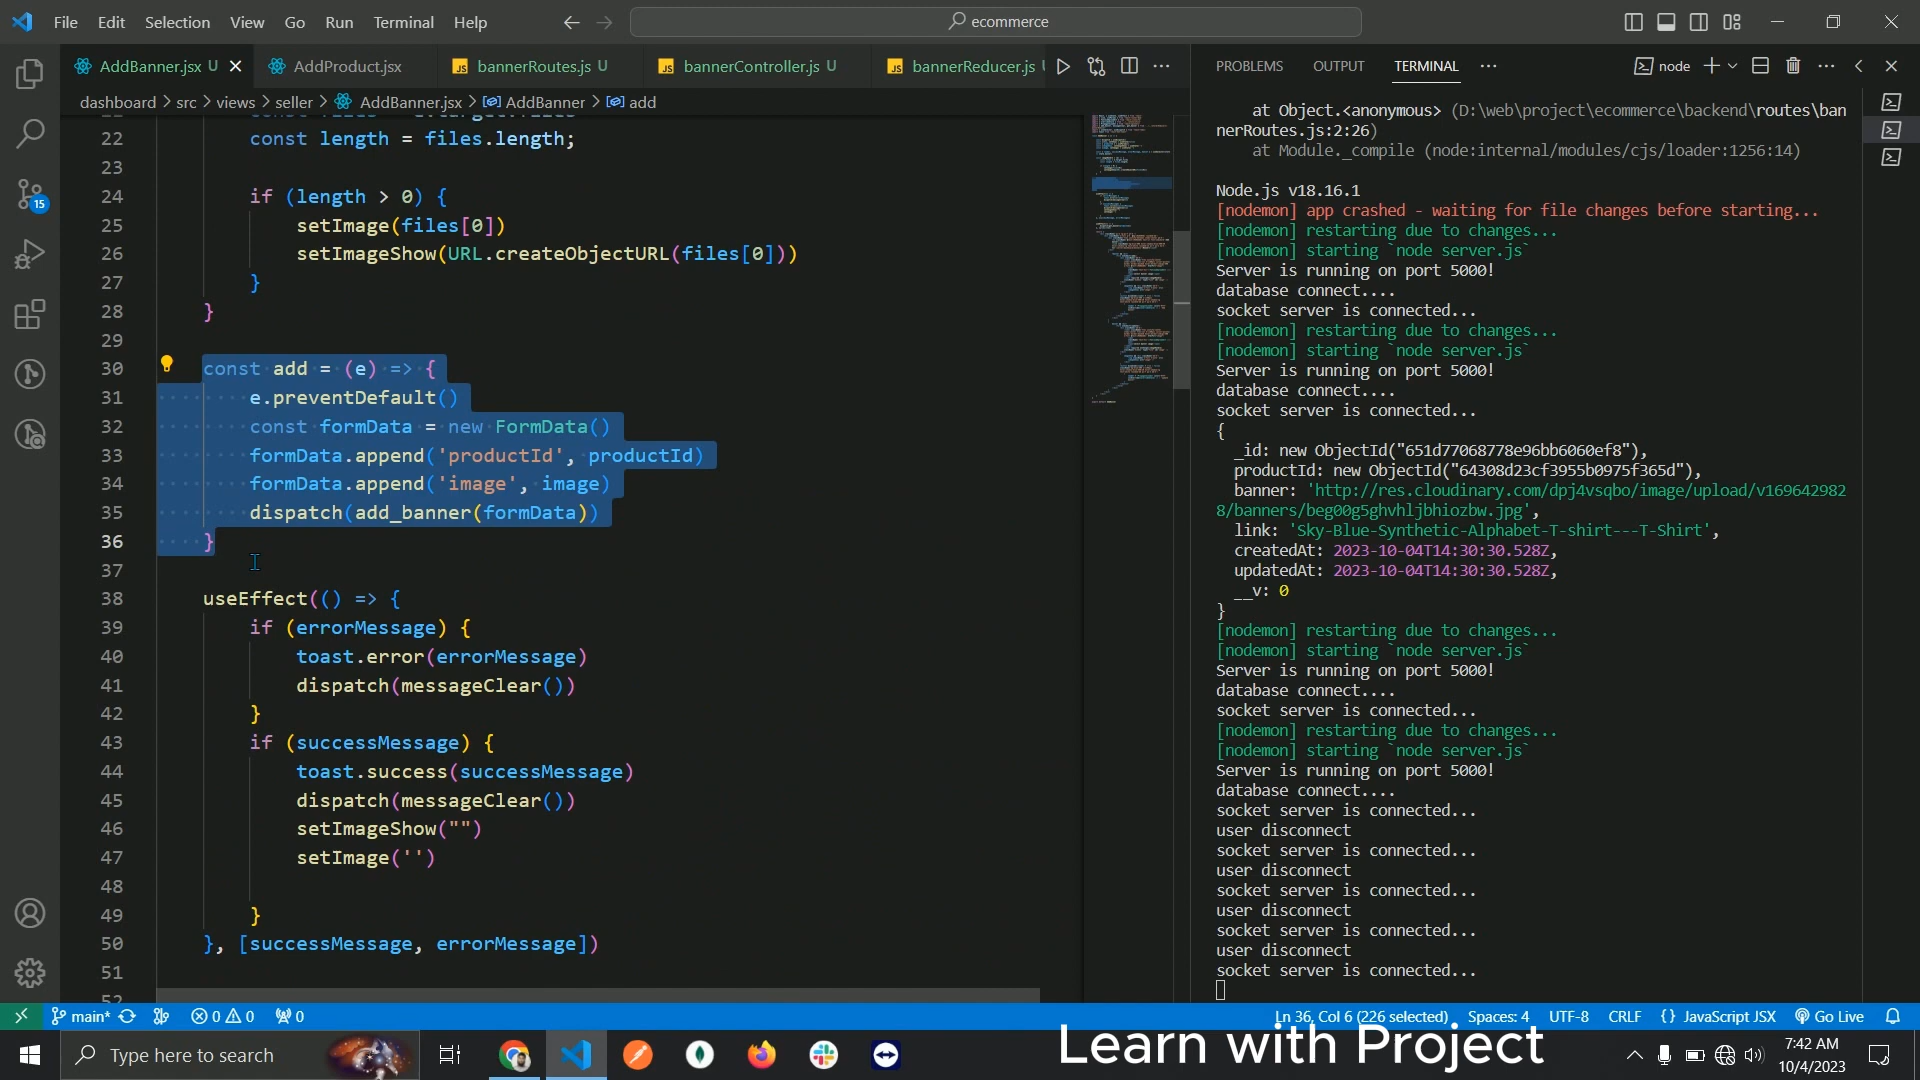 File Edit Selection View Go Run Terminal Help
ecommerce
AddBanner.jsx U
AddProduct.jsx
JS bannerRoutes.js U
JS bannerController.js U
JS bannerReducer.js
PROBLEMS OUTPUT TERMINAL
node
dashboard > src > views > seller > AddBanner.jsx > AddBanner > add
22 const length = files.length;
23
24 if (length > 0) {
25 setImage(files[0])
26 setImageShow(URL.createObjectURL(files[0]))
27 }
28 }
29
30 const add = (e) => {
31 e.preventDefault()
32 const formData = new FormData()
33 formData.append('productId', productId)
34 formData.append('image', image)
35 dispatch(add_banner(formData))
36 }
37
38 useEffect(() => {
39 if (errorMessage) {
40 toast.error(errorMessage)
41 dispatch(messageClear())
42 }
43 if (successMessage) {
44 toast.success(successMessage)
45 dispatch(messageClear())
46 setImageShow("")
47 setImage('')
48
49 }
50 }, [successMessage, errorMessage])
51
52
at Object.<anonymous> (D:\web\project\ecommerce\backend\routes\ban
nerRoutes.js:2:26)
at Module._compile (node:internal/modules/cjs/loader:1256:14)
Node.js v18.16.1
[nodemon] app crashed - waiting for file changes before starting...
[nodemon] restarting due to changes...
[nodemon] starting `node server.js`
Server is running on port 5000!
database connect....
socket server is connected...
[nodemon] restarting due to changes...
[nodemon] starting `node server.js`
Server is running on port 5000!
database connect....
socket server is connected...
{
_id: new ObjectId("651d77068778e96bb6060ef8"),
productId: new ObjectId("64308d23cf3955b0975f365d"),
banner: 'http://res.cloudinary.com/dpj4vsqbo/image/upload/v169642982
8/banners/beg00g5ghvhljbhiozbw.jpg',
link: 'Sky-Blue-Synthetic-Alphabet-T-shirt---T-Shirt',
createdAt: 2023-10-04T14:30:30.528Z,
updatedAt: 2023-10-04T14:30:30.528Z,
__v: 0
}
[nodemon] restarting due to changes...
[nodemon] starting `node server.js`
Server is running on port 5000!
database connect....
socket server is connected...
[nodemon] restarting due to changes...
[nodemon] starting `node server.js`
Server is running on port 5000!
database connect....
socket server is connected...
user disconnect
socket server is connected...
user disconnect
socket server is connected...
user disconnect
socket server is connected...
user disconnect
socket server is connected...
15
main* 0 0 0
Ln 36, Col 6 (226 selected) Spaces: 4 UTF-8 CRLF {} JavaScript JSX Go Live
Type here to search
Learn with Project
7:42 AM
10/4/2023